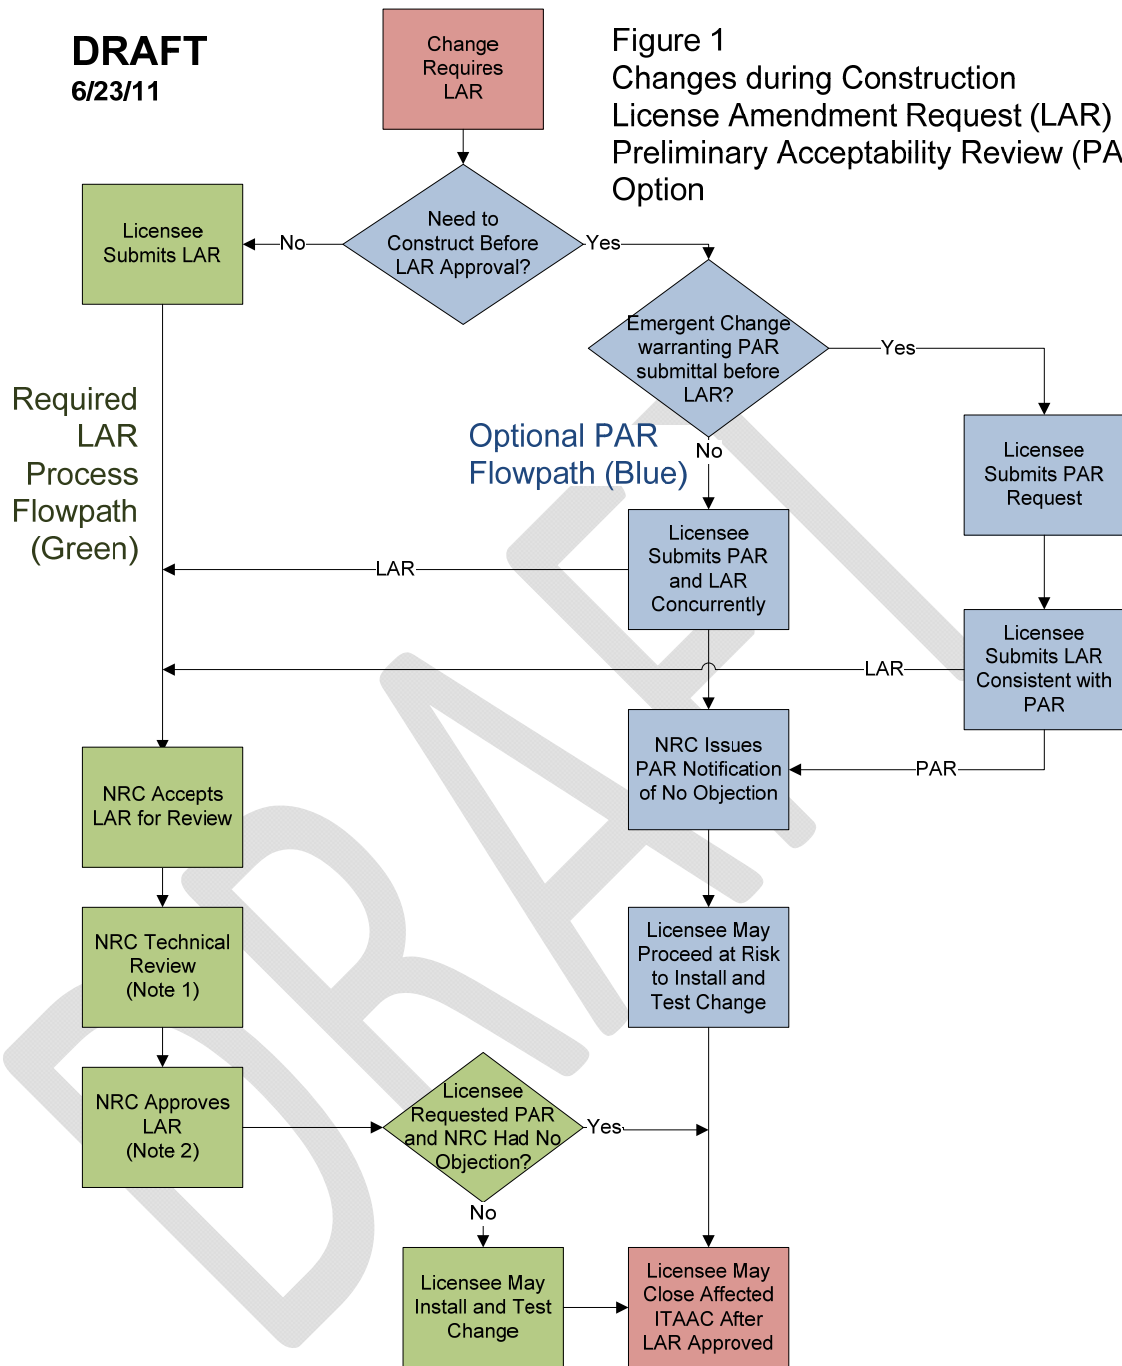 DRAFT
6/23/11
Figure 1
Changes during Construction
License Amendment Request (LAR)
Preliminary Acceptability Review (PA
Option
Change
Requires
LAR
Need to
Construct Before
LAR Approval?
No
Yes
Licensee
Submits LAR
Emergent Change
warranting PAR
submittal before
LAR?
Yes
No
Required
LAR
Process
Flowpath
(Green)
Optional PAR
Flowpath (Blue)
Licensee
Submits PAR
Request
Licensee
Submits PAR
and LAR
Concurrently
LAR
Licensee
Submits LAR
Consistent with
PAR
LAR
PAR
NRC Issues
PAR Notification
of No Objection
NRC Accepts
LAR for Review
NRC Technical
Review
(Note 1)
Licensee May
Proceed at Risk
to Install and
Test Change
NRC Approves
LAR
(Note 2)
Licensee
Requested PAR
and NRC Had No
Objection?
Yes
No
Licensee May
Install and Test
Change
Licensee May
Close Affected
ITAAC After
LAR Approved
DRAFT